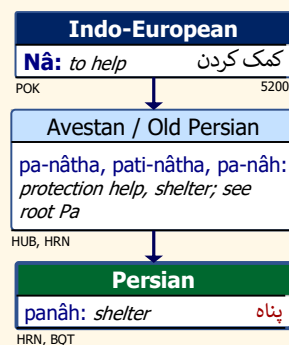 Indo-European
Nâ: to help کمک کردن
POK 5200
Avestan / Old Persian
pa-nâtha, pati-nâtha, pa-nâh:
protection help, shelter; see
root Pa
HUB, HRN
Persian
panâh: shelter پناه
HRN, BQT